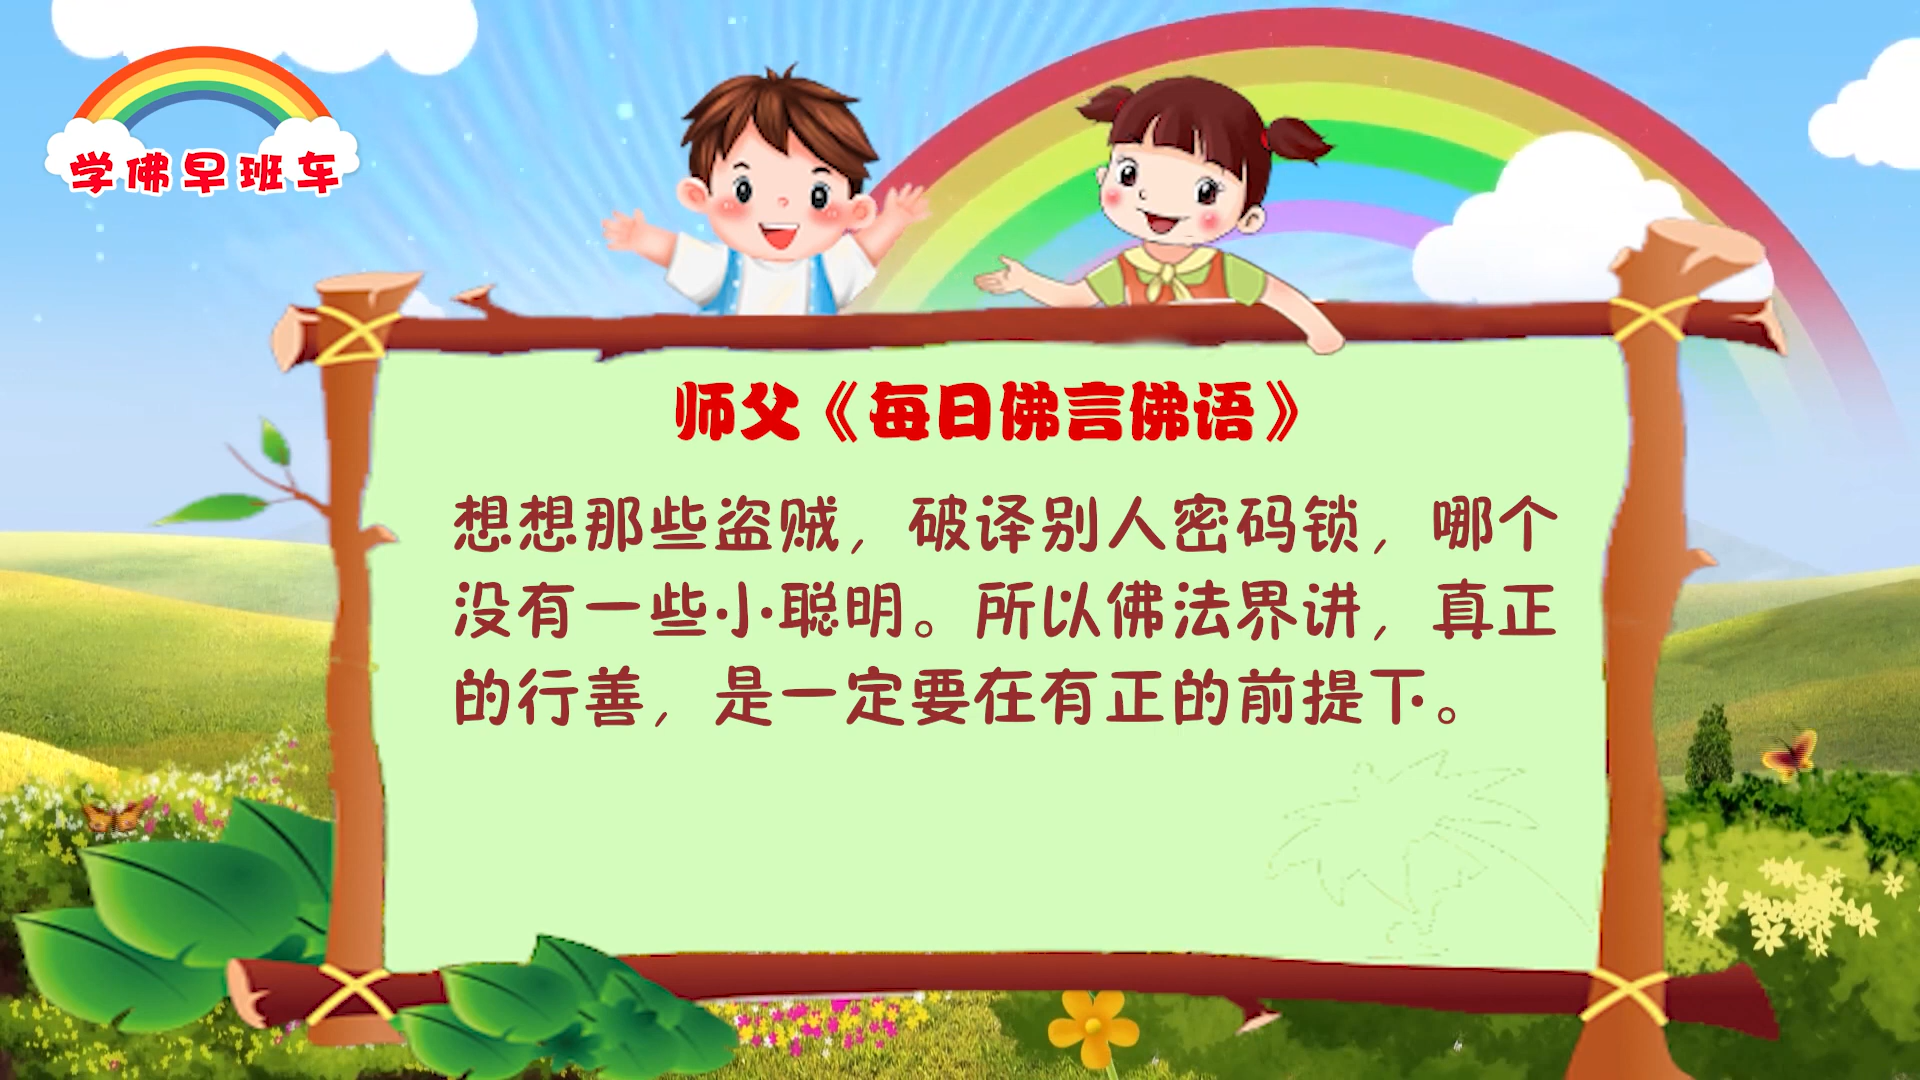 学佛早班车
师父《每日佛言佛语》
想想那些盗贼，破译别人密码锁，哪个
没有一些小聪明。所以佛法界讲，真正
的行善，是一定要在有正的前提下。